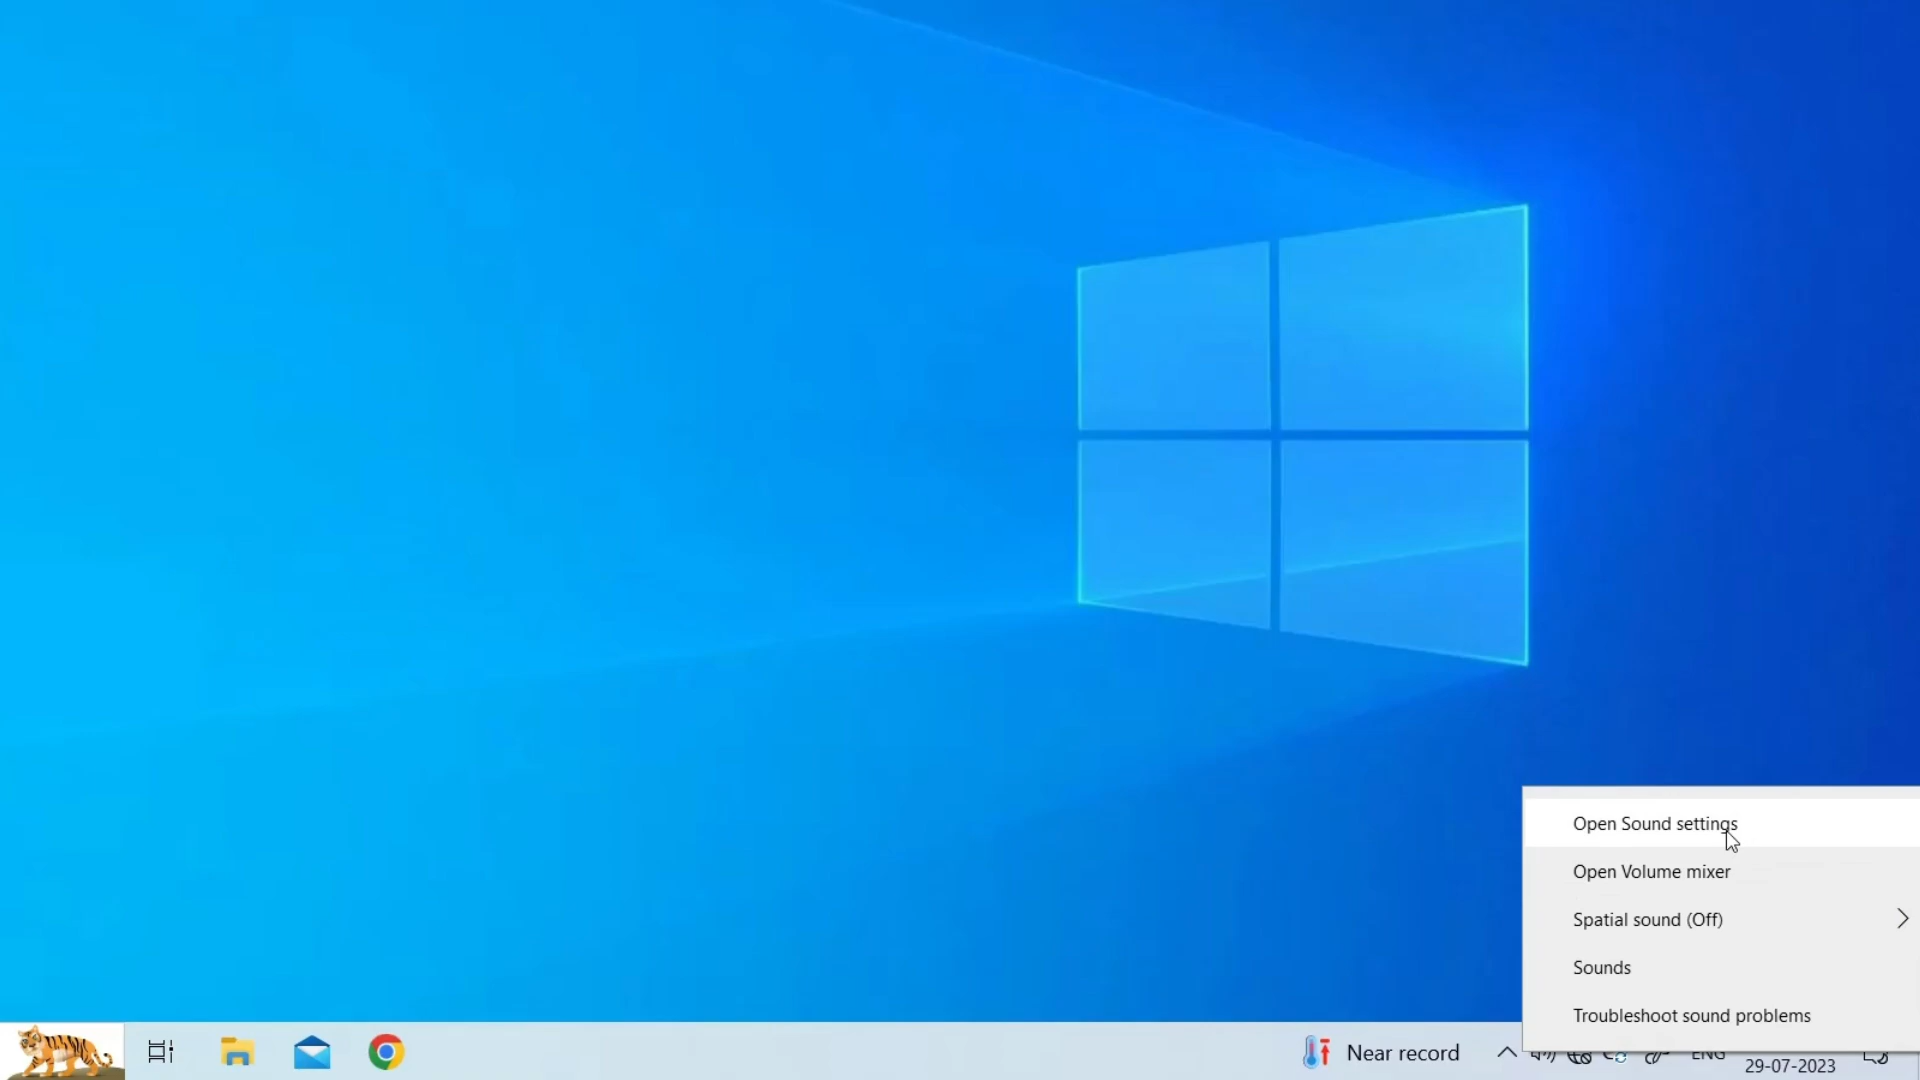 Open Sound settings
Open Volume mixer
Spatial sound (Off)
Sounds
Troubleshoot sound problems
Near record
ENG
29-07-2023